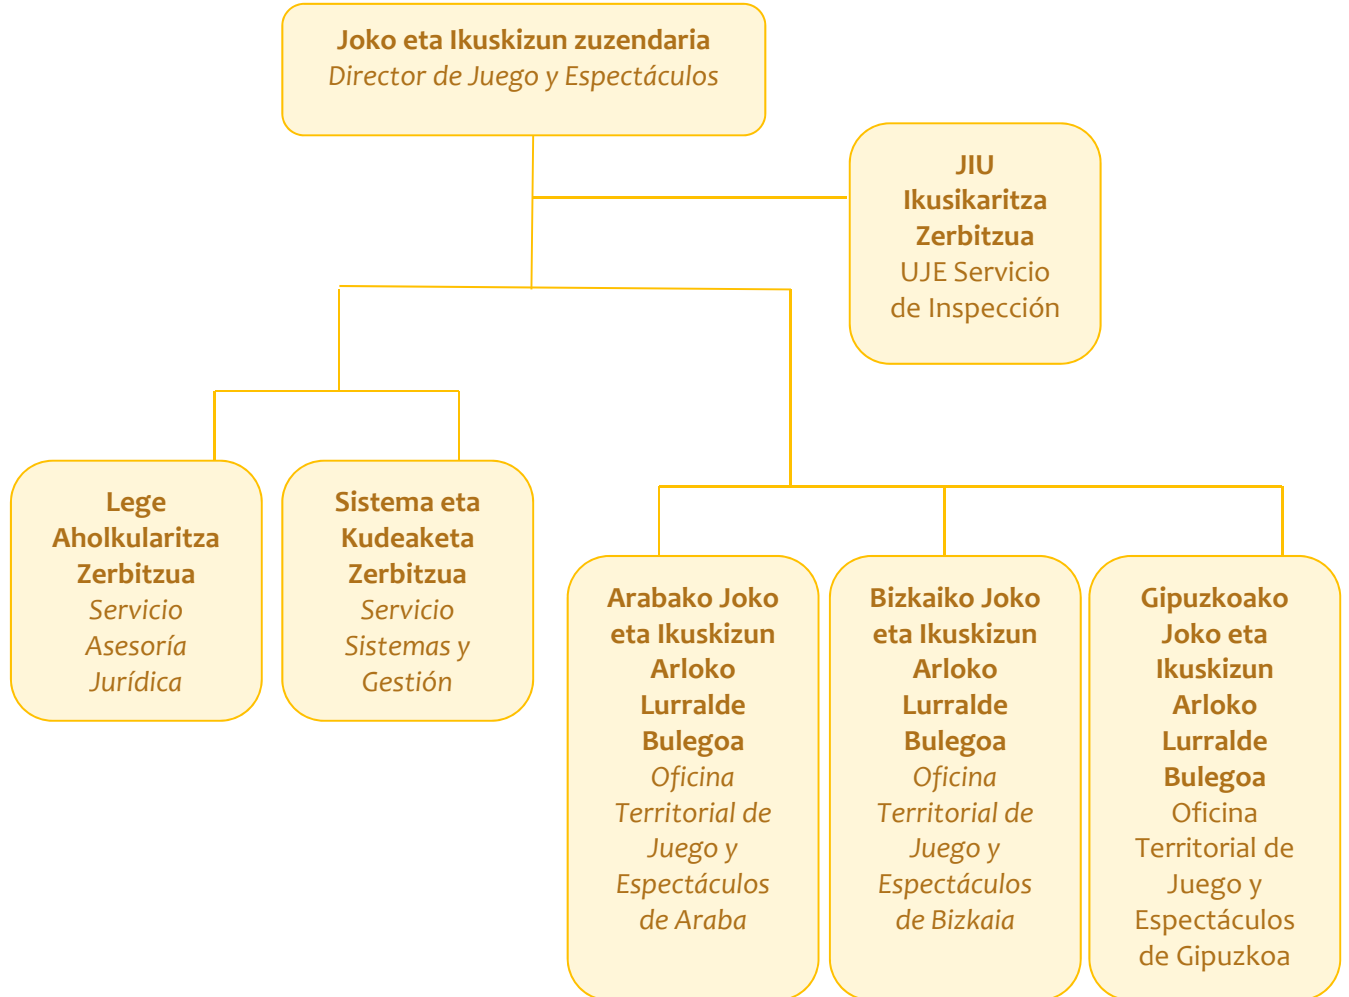 Joko eta Ikuskizun zuzendaria
Director de Juego y Espectáculos
JIU
Ikusikaritza
Zerbitzua
UJE Servicio
de Inspección
Lege
Aholkularitza
Zerbitzua
Servicio
Asesoría
Jurídica
Sistema eta
Kudeaketa
Zerbitzua
Servicio
Sistemas y
Gestión
Arabako Joko
eta Ikuskizun
Arloko
Lurralde
Bulegoa
Oficina
Territorial de
Juego y
Espectáculos
de Araba
Bizkaiko Joko
eta Ikuskizun
Arloko
Lurralde
Bulegoa
Oficina
Territorial de
Juego y
Espectáculos
de Bizkaia
Gipuzkoako
Joko eta
Ikuskizun
Arloko
Lurralde
Bulegoa
Oficina
Territorial de
Juego y
Espectáculos
de Gipuzkoa